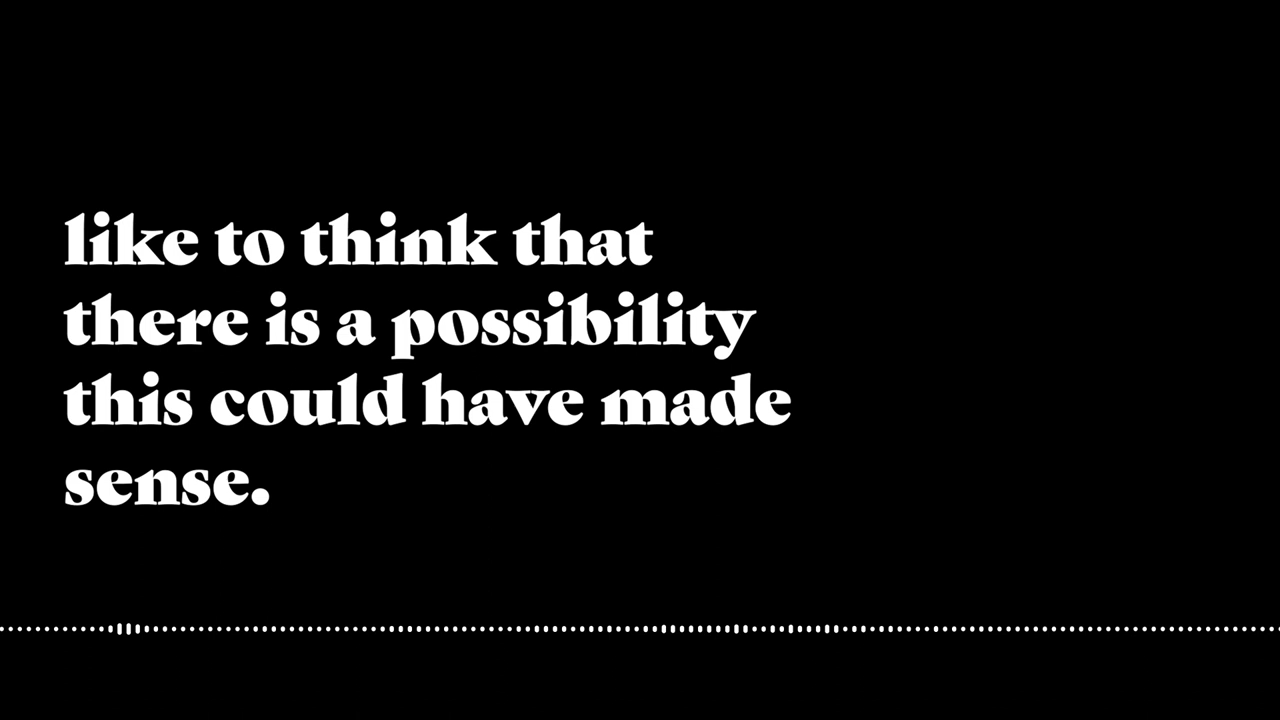 like to think that
there is a possibility
this could have made
sense.